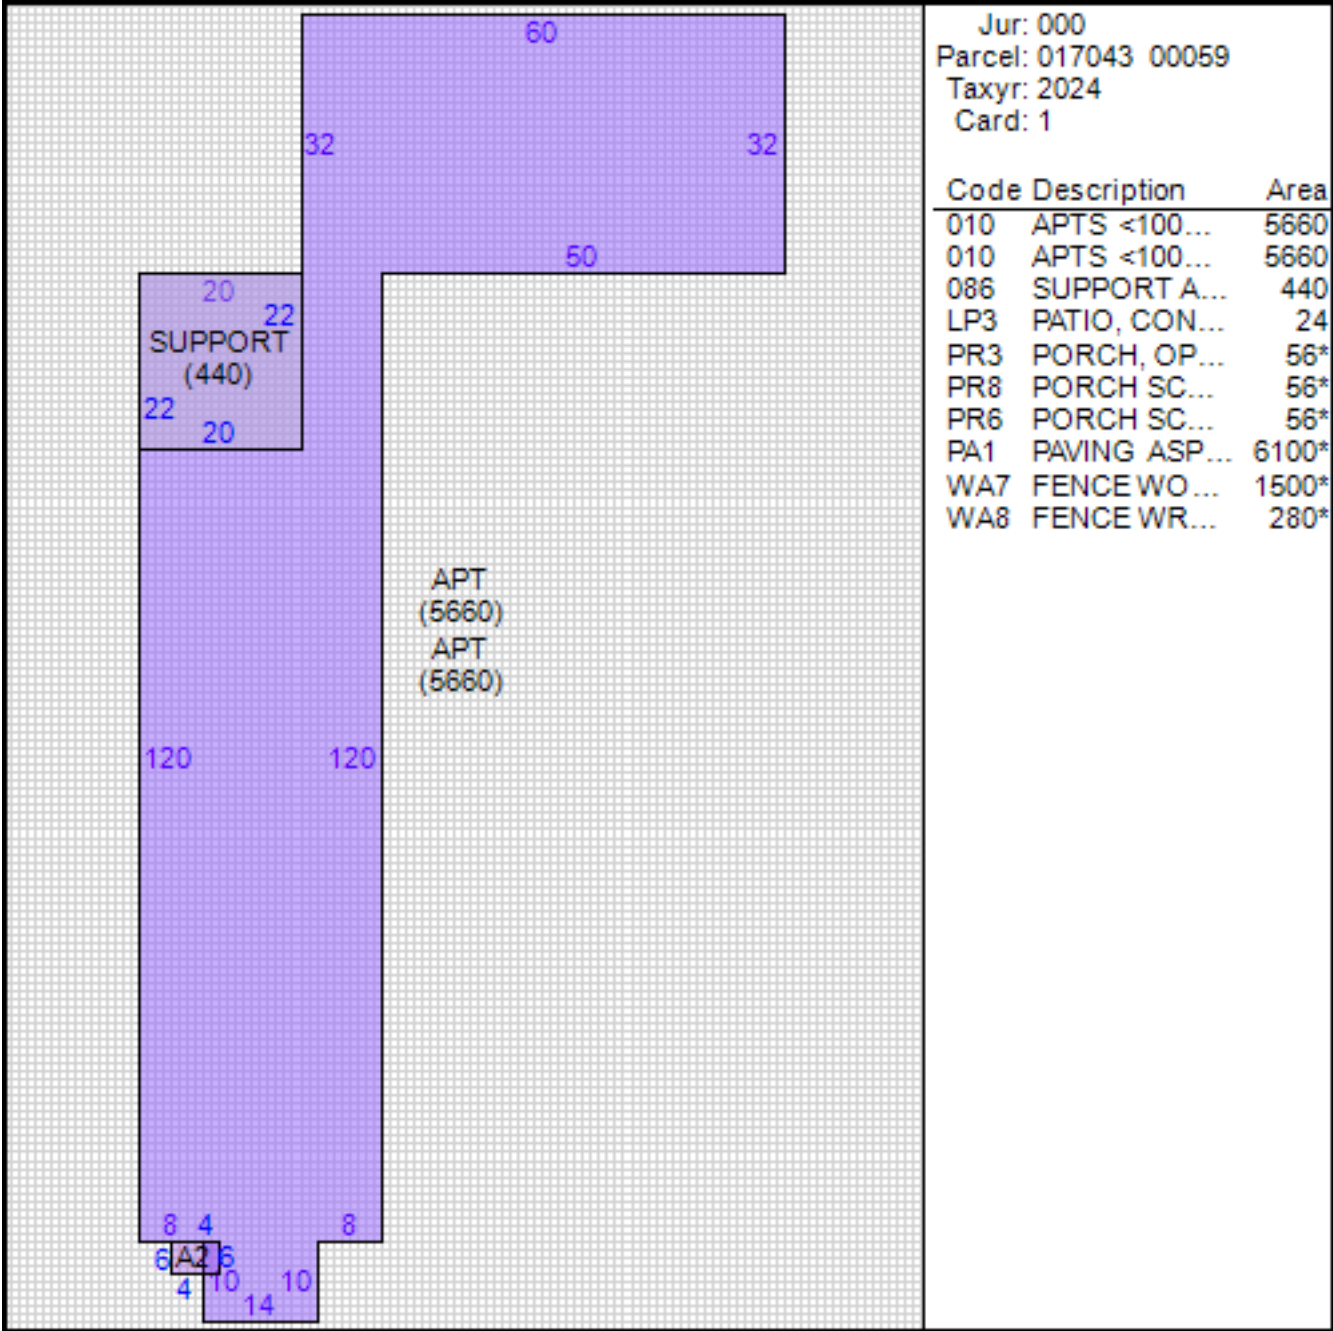 Jur: 000
Parcel: 017043 00059
Taxyr: 2024
Card: 1
Code Description Area
010 APTS <100... 5660
010 APTS <100... 5660
086 SUPPORT A... 440
LP3 PATIO, CON... 24
PR3 PORCH, OP... 56*
PR8 PORCH SC... 56*
PR6 PORCH SC... 56*
PA1 PAVING ASP... 6100*
WA7 FENCE WO... 1500*
WA8 FENCE WR... 280*
60
32 32
50
20
22
SUPPORT
(440)
22
20
APT
(5660)
APT
(5660)
120 120
8 4 8
6 A2 6
4 10 10
14